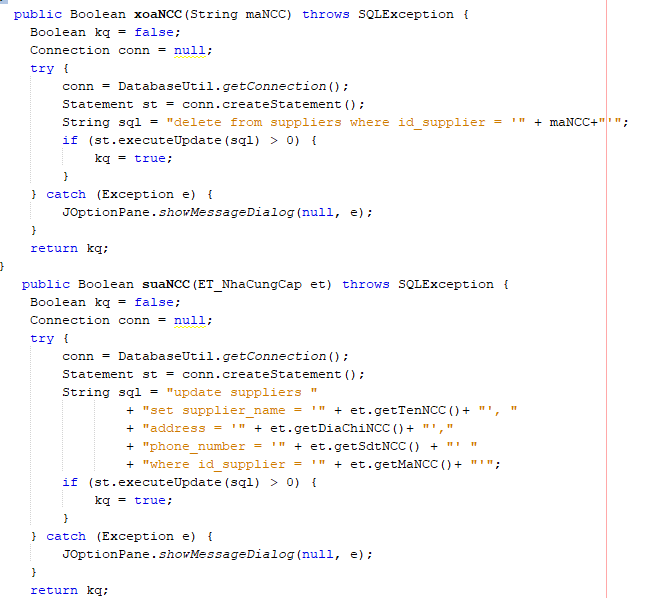 public Boolean xoaNCC(String maNCC) throws SQLException {
Boolean kq = false;
Connection conn = null;
try {
conn = DatabaseUtil.getConnection();
Statement st = conn.createStatement();
String sql = "delete from suppliers where id_supplier = '" + maNCC+"'";
if (st.executeUpdate(sql) > 0) {
kq = true;
}
} catch (Exception e) {
JOptionPane.showMessageDialog(null, e);
}
return kq;
}
public Boolean suaNCC(ET_NhaCungCap et) throws SQLException {
Boolean kq = false;
Connection conn = null;
try {
conn = DatabaseUtil.getConnection();
Statement st = conn.createStatement();
String sql = "update suppliers "
+ "set supplier_name = '" + et.getTenNCC()+ "', "
+ "address = '" + et.getDiaChiNCC()+ "',"
+ "phone_number = '" + et.getSdtNCC() + "' "
+ "where id_supplier = '" + et.getMaNCC()+ "'";
if (st.executeUpdate(sql) > 0) {
kq = true;
}
} catch (Exception e) {
JOptionPane.showMessageDialog(null, e);
}
return kq;